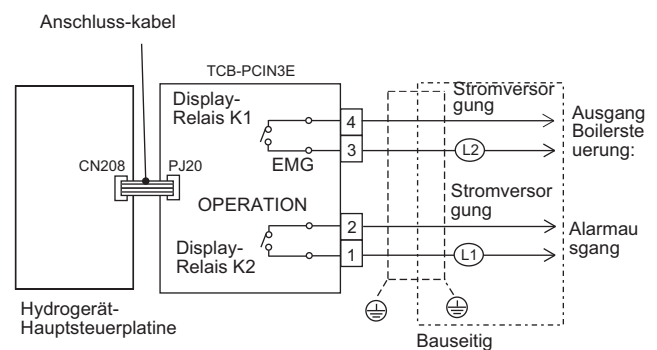 Anschluss-kabel
TCB-PCIN3E
Display-
Relais K1
EMG
4
3
Stromversor
gung
L2
Ausgang
Boilerste
uerung:
CN208
PJ20
OPERATION
Display-
Relais K2
2
1
Stromversor
gung
L1
Alarmau
sgang
Hydrogerät-
Hauptsteuerplatine
Bauseitig